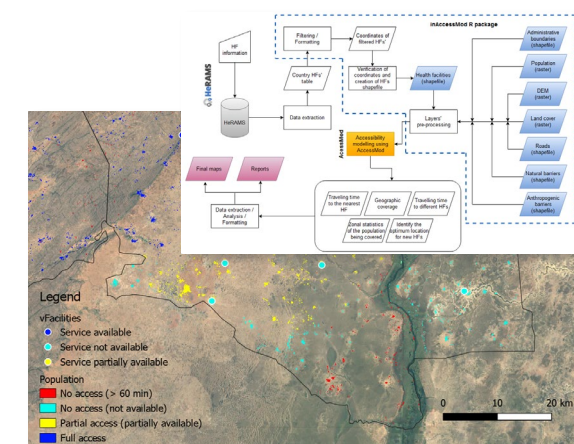 inAccessMod R package
HF
information
HeRAMS
HeRAMS
Data extraction
Country HFs'
table
Filtering /
Formatting
Coordinates of
filtered HFs'
Verification of
coordinates and
creation of HFs
shapefile
Health facilities
(shapefile)
Layers'
pre-processing
Administrative
boundaries
(shapefile)
Population
(raster)
DEM
(raster)
Land cover
(raster)
Roads
(shapefile)
Natural barriers
(shapefile)
Anthropogenic
barriers
(shapefile)
AccessMod
Accessibility
modelling using
AccessMod
Traveling time
to the nearest
HF
Geographic
coverage
Traveling time to
different HFs
Zonal statistics
of the population
being covered
Identify the
optimum location
for new HFs
Data extraction /
Analysis /
Formatting
Final maps
Reports
Legend
vFacilities
Service available
Service not available
Service partially available
Population
No access (> 60 min)
No access (not available)
Partial access (partially available)
Full access
0 10 20 km